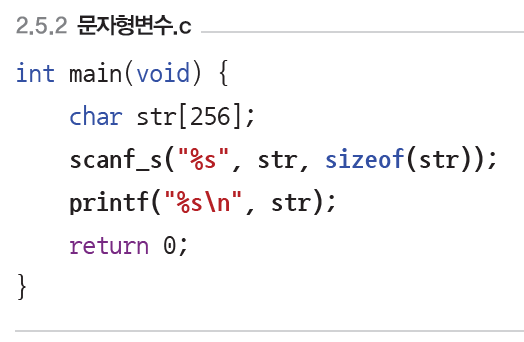 2.5.2 문자형변수.c
int main(void) {
    char str[256];
    scanf_s("%s", str, sizeof(str));
    printf("%s\n", str);
    return 0;
}